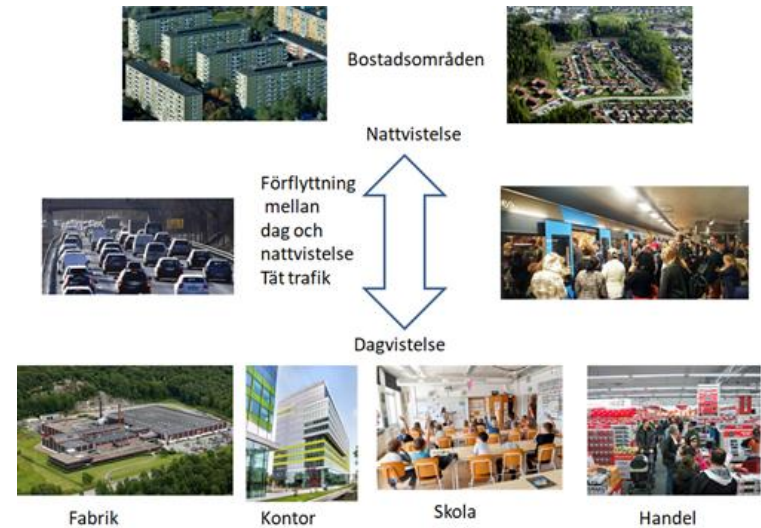 Bostadsområden
Nattvistelse
Förflyttning
mellan
dag och
nattvistelse
Tät trafik
Dagvistelse
Fabrik
Kontor
Skola
Handel